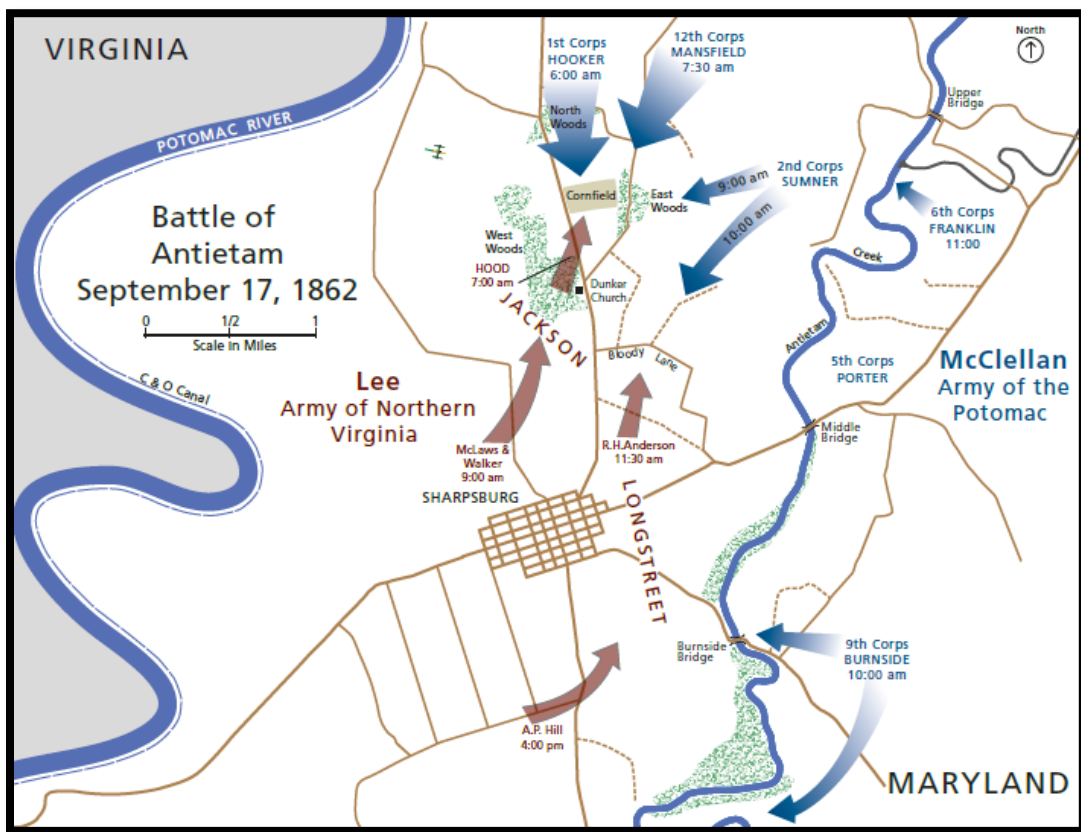 VIRGINIA
POTOMAC RIVER
1st Corps
HOOKER
6:00 am
12th Corps
MANSFIELD
7:30 am
North
Upper
Bridge
North
Woods
Cornfield
East
Woods
9:00 am
10:00 am
2nd Corps
SUMNER
6th Corps
FRANKLIN
11:00
Battle of
Antietam
September 17, 1862
0 1/2 1
Scale in Miles
West
Woods
HOOD
7:00 am
Dunker
Church
JACKSON
Creek
Antietam
Bloody Lane
C & O Canal
Lee
Army of Northern
Virginia
5th Corps
PORTER
McClellan
Army of the
Potomac
Middle
Bridge
McLaws &
Walker
9:00 am
R.H.Anderson
11:30 am
SHARPSBURG
LONGSTREET
Burnside
Bridge
9th Corps
BURNSIDE
10:00 am
A.P. Hill
4:00 pm
MARYLAND